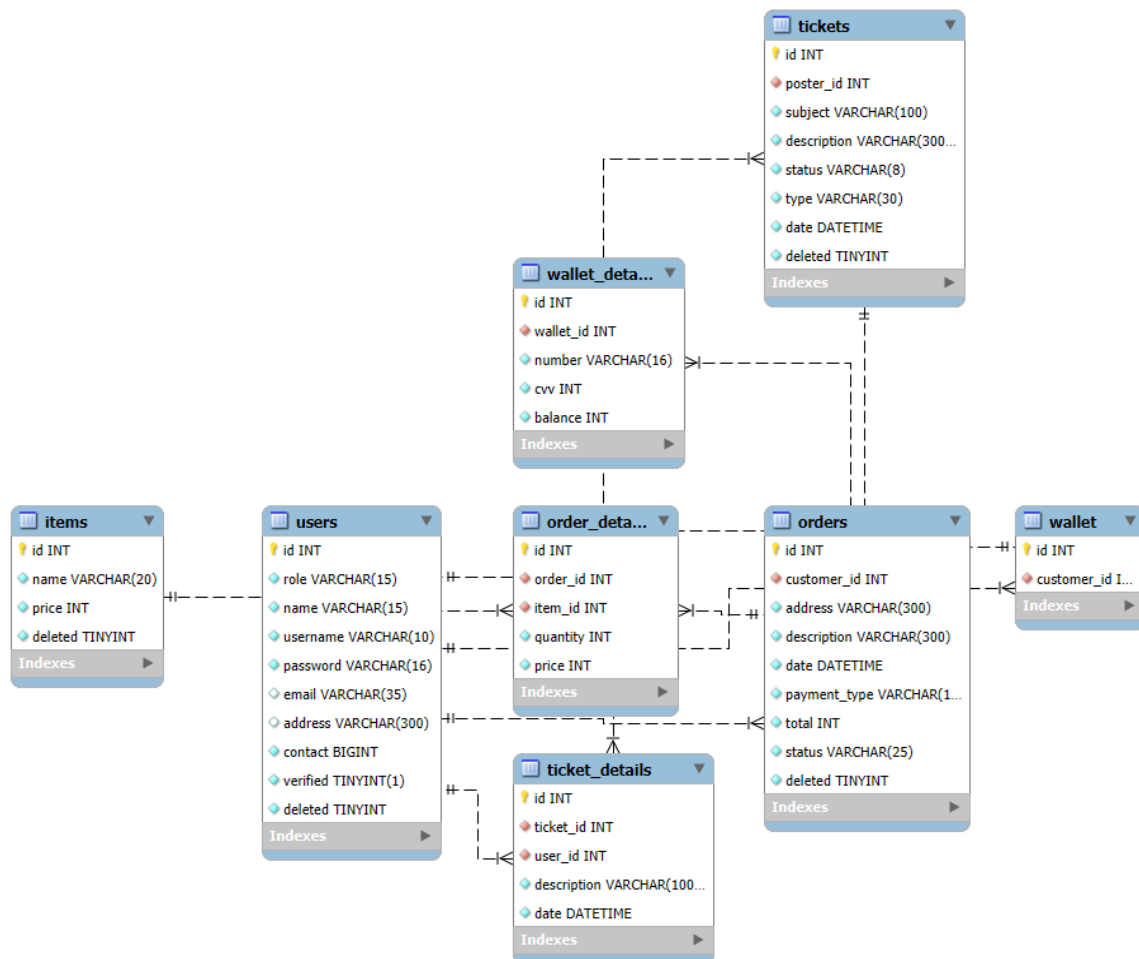 tickets
id INT
poster_id INT
subject VARCHAR(100)
description VARCHAR(300...
status VARCHAR(8)
type VARCHAR(30)
date DATETIME
deleted TINYINT
Indexes
wallet_deta...
id INT
wallet_id INT
number VARCHAR(16)
cvv INT
balance INT
Indexes
items
id INT
name VARCHAR(20)
price INT
deleted TINYINT
Indexes
users
id INT
role VARCHAR(15)
name VARCHAR(15)
username VARCHAR(10)
password VARCHAR(16)
email VARCHAR(35)
address VARCHAR(300)
contact BIGINT
verified TINYINT(1)
deleted TINYINT
Indexes
order_deta...
id INT
order_id INT
item_id INT
quantity INT
price INT
Indexes
orders
id INT
customer_id INT
address VARCHAR(300)
description VARCHAR(300)
date DATETIME
payment_type VARCHAR(1...
total INT
status VARCHAR(25)
deleted TINYINT
Indexes
wallet
id INT
customer_id I...
Indexes
ticket_details
id INT
ticket_id INT
user_id INT
description VARCHAR(100...
date DATETIME
Indexes